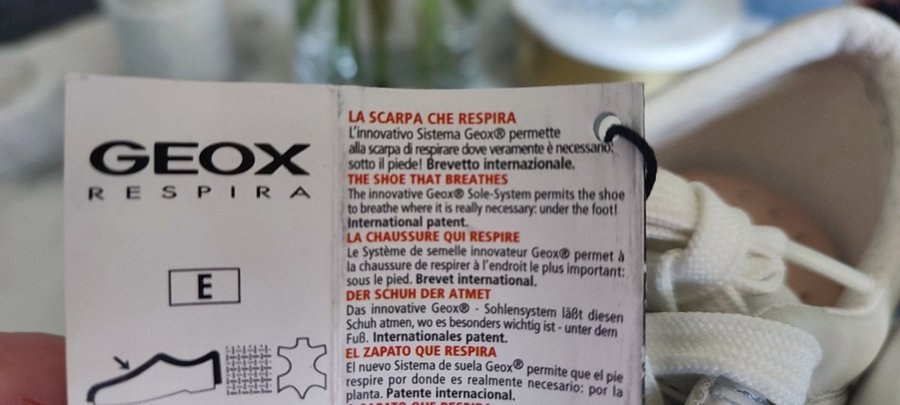 GEOX
RESPIRA
E
LA SCARPA CHE RESPIRA
L'innovativo Sistema Geox® permette
alla scarpa di respirare dove veramente è necessario:
sotto il piede! Brevetto internazionale.
THE SHOE THAT BREATHES
The innovative Geox® Sole-System permits the shoe
to breathe where it is really necessary: under the foot!
International patent.
LA CHAUSSURE QUI RESPIRE
Le Système de semelle innovateur Geox® permet à
la chaussure de respirer à l'endroit le plus important:
sous le pied. Brevet international.
DER SCHUH DER ATMET
Das innovative Geox® - Sohlensystem läßt diesen
Schuh atmen, wo es besonders wichtig ist - unter dem
Fuß. Internationales patent.
EL ZAPATO QUE RESPIRA
El nuevo Sistema de suela Geox® permite que el pie
respire por donde es realmente necesario: por la
planta. Patente internacional.